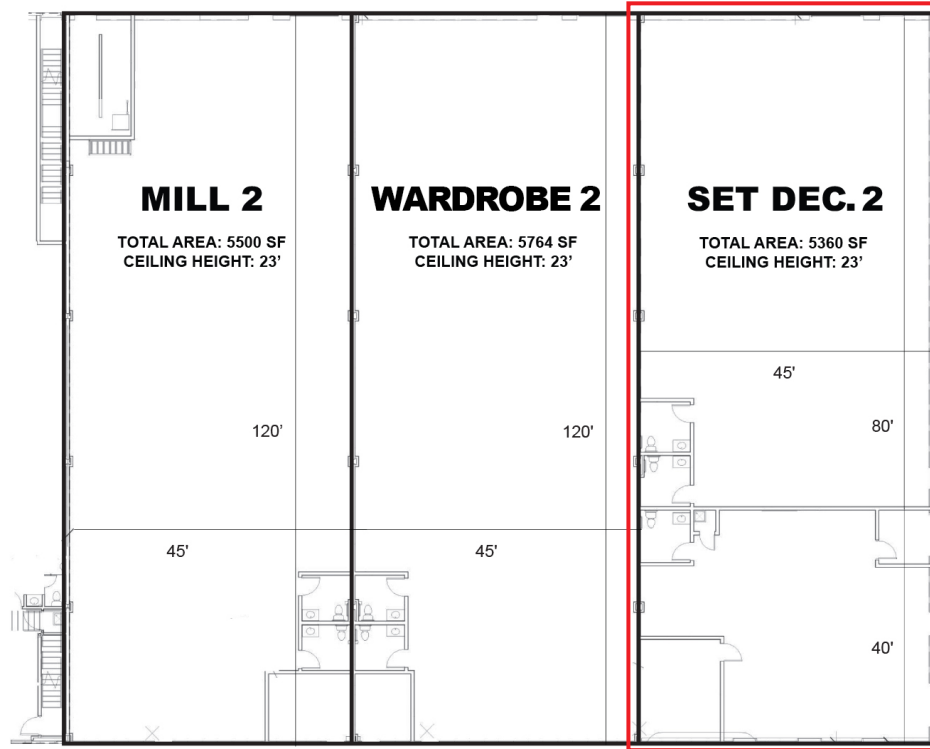 MILL 2
TOTAL AREA: 5500 SF
CEILING HEIGHT: 23’
120’
45'
WARDROBE 2
TOTAL AREA: 5764 SF
CEILING HEIGHT: 23’
120'
45'
SET DEC. 2
TOTAL AREA: 5360 SF
CEILING HEIGHT: 23’
45'
80'
40'